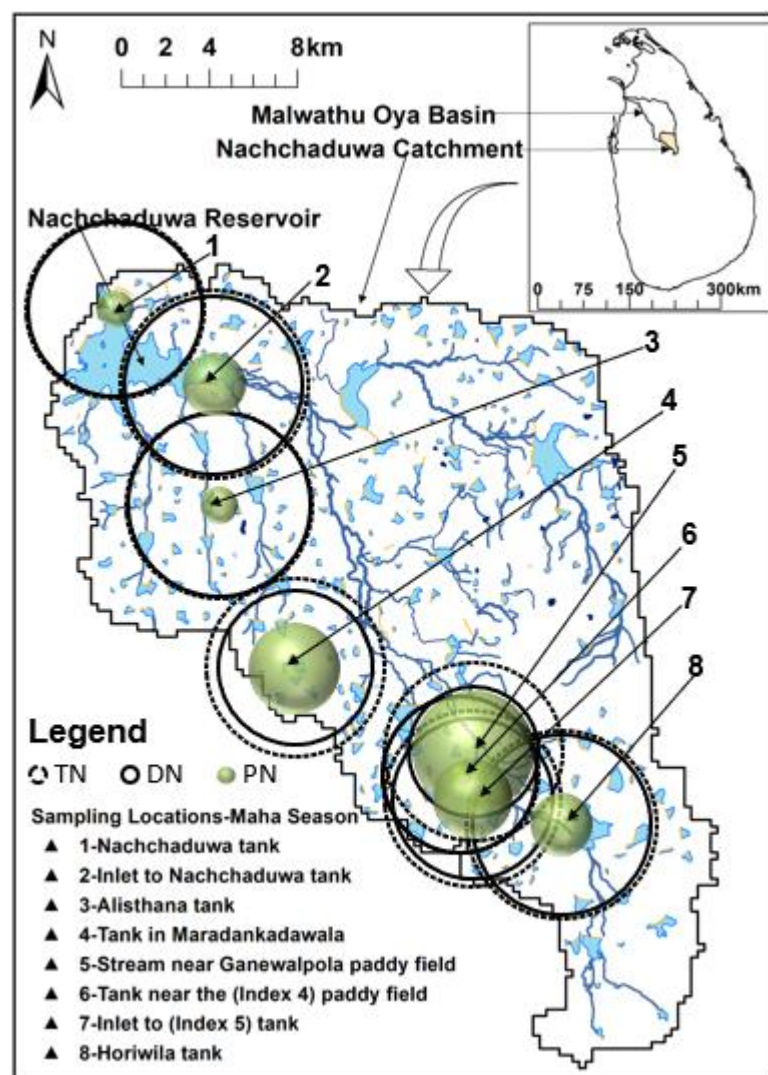 N
0 2 4 8km
Malwathu Oya Basin
Nachchaduwa Catchment
Nachchaduwa Reservoir
0 75 150 300km
1
2
3
4
5
6
7
8
Legend
TN DN PN
Sampling Locations-Maha Season
1-Nachchaduwa tank
2-Inlet to Nachchaduwa tank
3-Alisthana tank
4-Tank in Maradankadawala
5-Stream near Ganewalpola paddy field
6-Tank near the (Index 4) paddy field
7-Inlet to (Index 5) tank
8-Horiwila tank